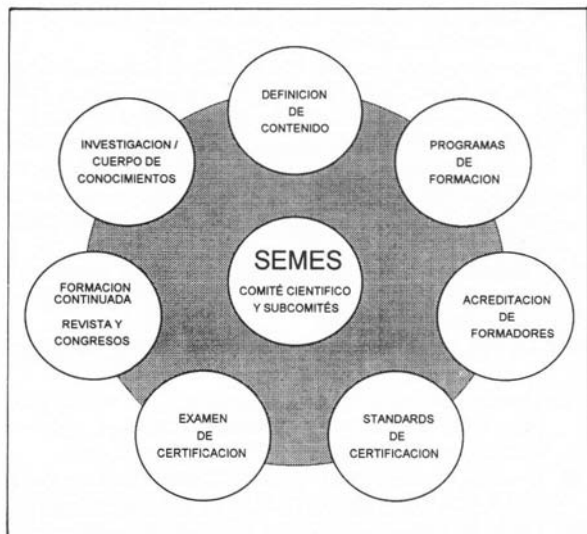 DEFINICION
DE
CONTENIDO
PROGRAMAS
DE
FORMACION
ACREDITACION
DE
FORMADORES
STANDARDS
DE
CERTIFICACION
EXAMEN
DE
CERTIFICACION
FORMACION
CONTINUADA
REVISTA Y
CONGRESOS
INVESTIGACION /
CUERPO DE
CONOCIMIENTOS
SEMES
COMITÉ CIENTIFICO
Y SUBCOMITÉS